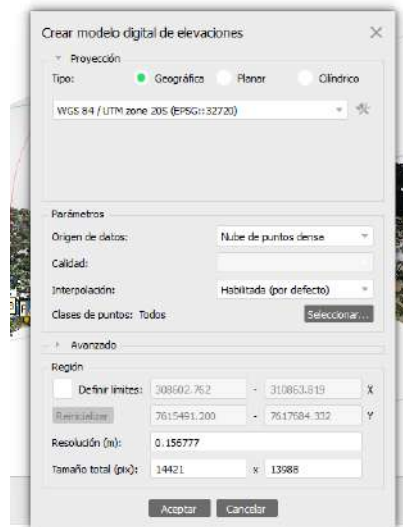 Crear modelo digital de elevaciones
Proyección
Tipo: Geográfica Planar Cilíndrico
WGS 84 / UTM zone 20S (EPSG::32720)
Parámetros
Origen de datos: Nube de puntos densa
Calidad:
Interpolación: Habilitada (por defecto)
Clases de puntos: Todos Seleccionar...
Avanzado
Región
Definir límites: 308602.762 - 310863.819 X
Reinicializar 7615491.200 - 7617684.332 Y
Resolución (m): 0.156777
Tamaño total (pix): 14421 x 13988
Aceptar Cancelar